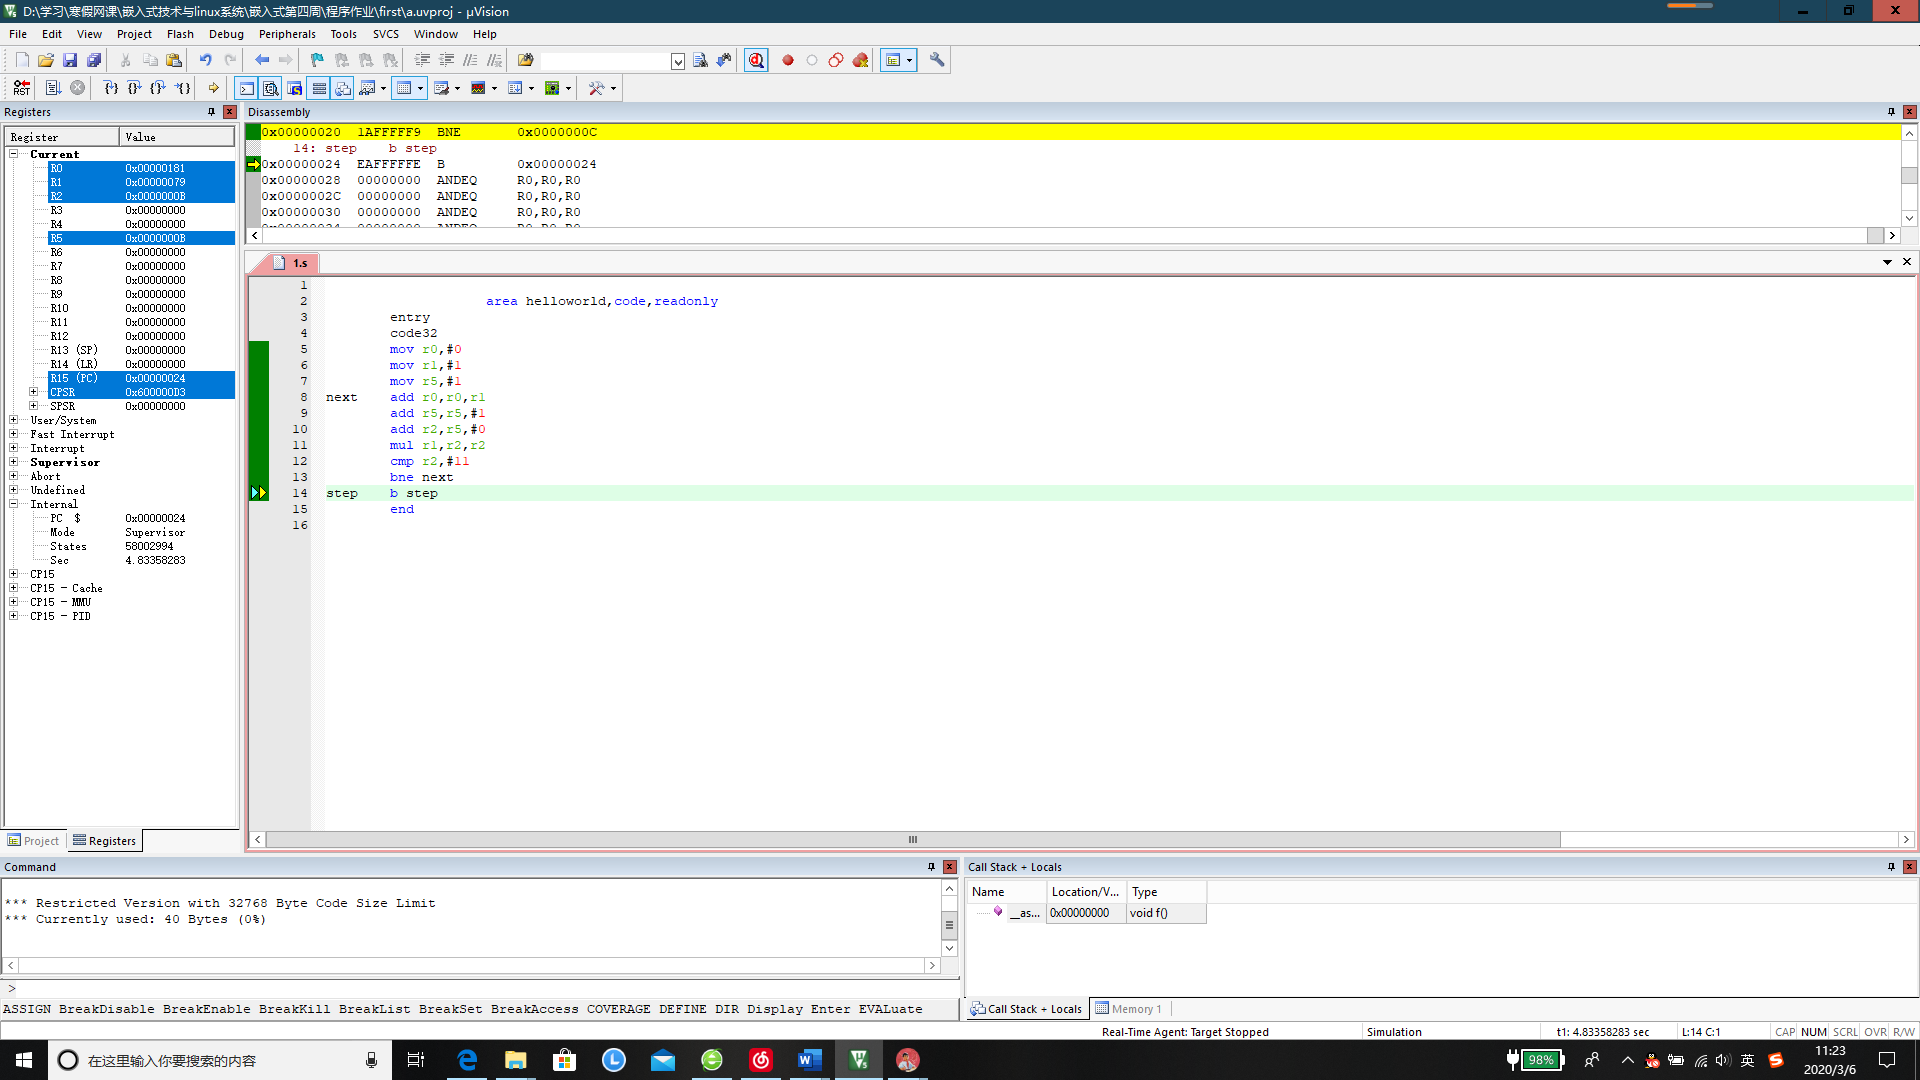 D:\学习\寒假网课\嵌入式技术与linux系统\嵌入式第四周\程序作业\first\a.uvproj - µVision
File Edit View Project Flash Debug Peripherals Tools SVCS Window Help
RST
Registers
Register Value
Current
R0 0x00000181
R1 0x00000079
R2 0x0000000B
R3 0x00000000
R4 0x00000000
R5 0x0000000B
R6 0x00000000
R7 0x00000000
R8 0x00000000
R9 0x00000000
R10 0x00000000
R11 0x00000000
R12 0x00000000
R13 (SP) 0x00000000
R14 (LR) 0x00000000
R15 (PC) 0x00000024
CPSR 0x600000D3
SPSR 0x00000000
User/System
Fast Interrupt
Interrupt
Supervisor
Abort
Undefined
Internal
PC $ 0x00000024
Mode Supervisor
States 58002994
Sec 4.83358283
CP15
CP15 - Cache
CP15 - MMU
CP15 - PID
Project Registers
Disassembly
0x00000020 1AFFFFF9 BNE 0x0000000C
14: step b step
0x00000024 EAFFFFFE B 0x00000024
0x00000028 00000000 ANDEQ R0,R0,R0
0x0000002C 00000000 ANDEQ R0,R0,R0
0x00000030 00000000 ANDEQ R0,R0,R0
0x00000034 00000000 ANDEQ R0,R0,R0
1.s
1
2 area helloworld,code,readonly
3 entry
4 code32
5 mov r0,#0
6 mov r1,#1
7 mov r5,#1
8 next add r0,r0,r1
9 add r5,r5,#1
10 add r2,r5,#0
11 mul r1,r2,r2
12 cmp r2,#11
13 bne next
14 step b step
15 end
16
Command
*** Restricted Version with 32768 Byte Code Size Limit
*** Currently used: 40 Bytes (0%)
>
ASSIGN BreakDisable BreakEnable BreakKill BreakList BreakSet BreakAccess COVERAGE DEFINE DIR Display Enter EVALuate
Call Stack + Locals
Name Location/V... Type
__as... 0x00000000 void f()
Call Stack + Locals Memory 1
Real-Time Agent: Target Stopped Simulation t1: 4.83358283 sec L:14 C:1 CAP NUM SCRL OVR R/W
在这里输入你要搜索的内容
98%
英
11:23
2020/3/6